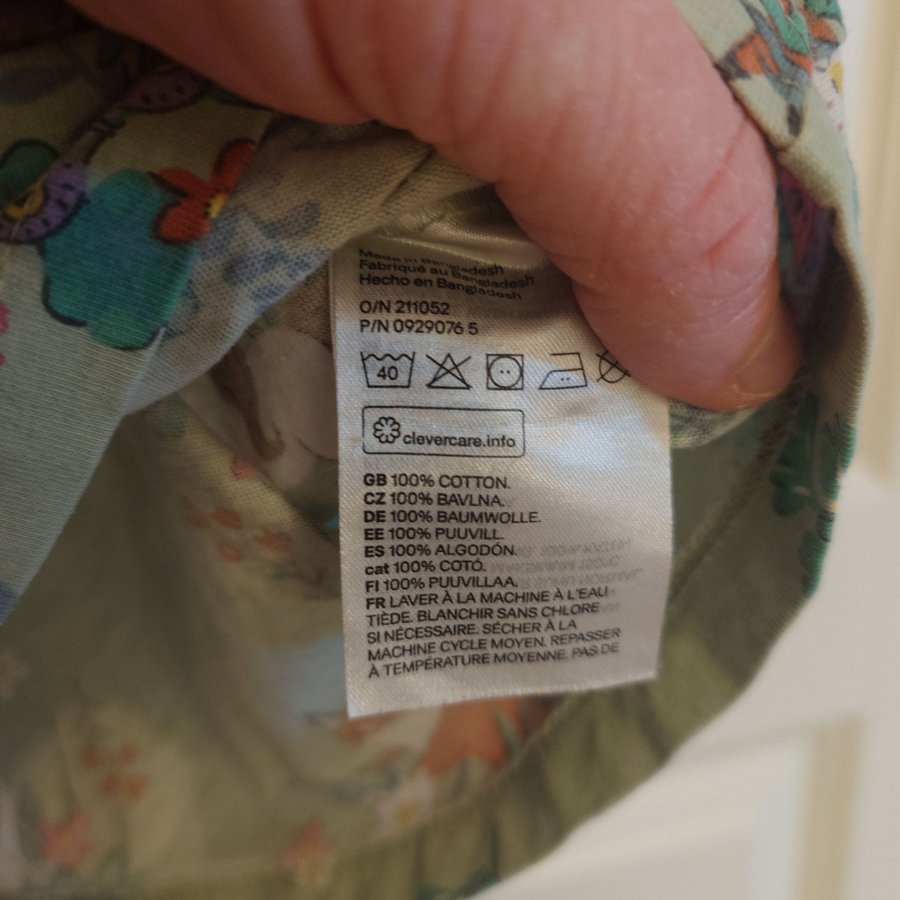 Made in Bangladesh
Fabriqué au Bangladesh
Hecho en Bangladesh
O/N 211052
P/N 0929076 5
40
clevercare.info
GB 100% COTTON.
CZ 100% BAVLNA.
DE 100% BAUMWOLLE.
EE 100% PUUVILL.
ES 100% ALGODÓN.
cat 100% COTÓ.
FI 100% PUUVILLAA.
FR LAVER À LA MACHINE À L'EAU
TIÈDE. BLANCHIR SANS CHLORE
SI NÉCESSAIRE. SÉCHER À LA
MACHINE CYCLE MOYEN. REPASSER
À TEMPÉRATURE MOYENNE. PAS DE